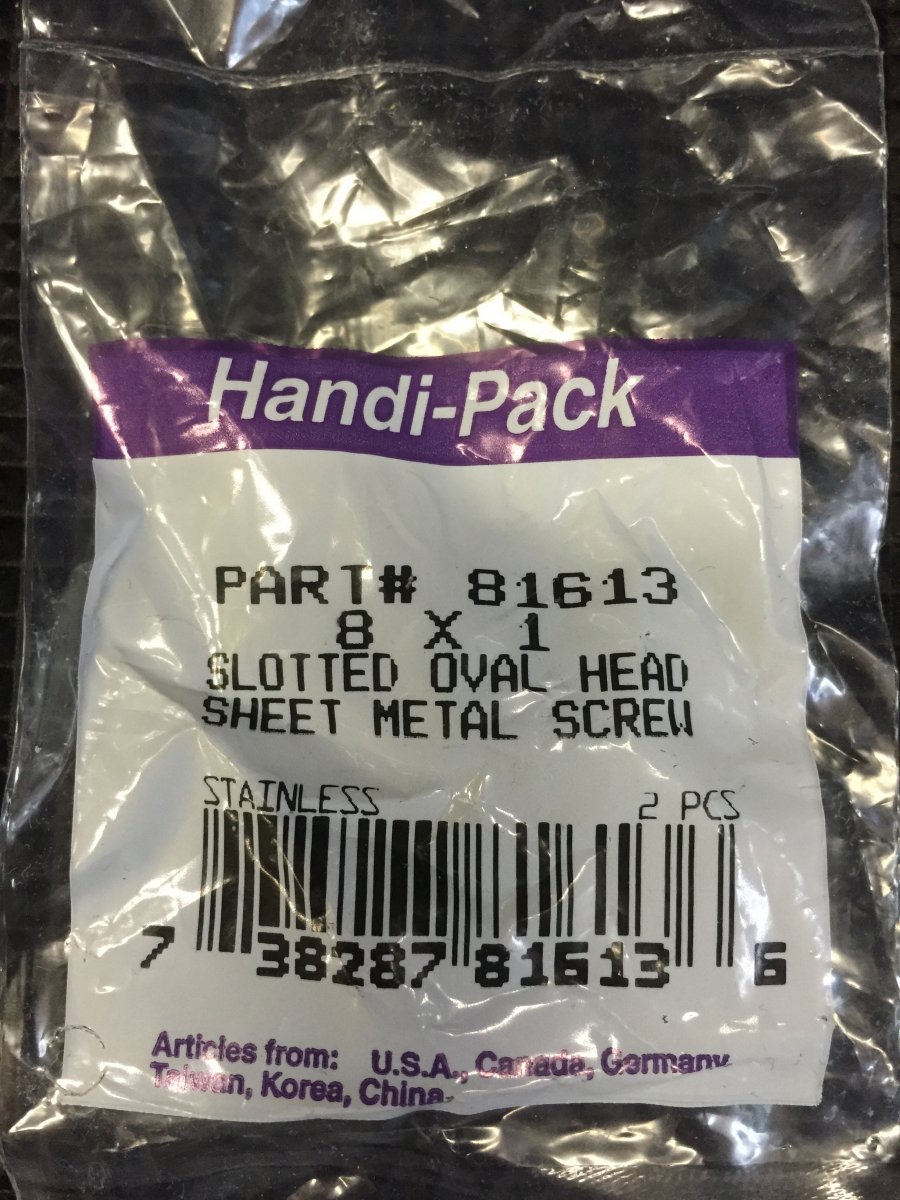 Handi-Pack
PART# 81613
8 X 1
SLOTTED OVAL HEAD
SHEET METAL SCREW
STAINLESS 2 PCS
7 38287 81613 6
Articles from: U.S.A., Canada, Germany
Taiwan, Korea, China.